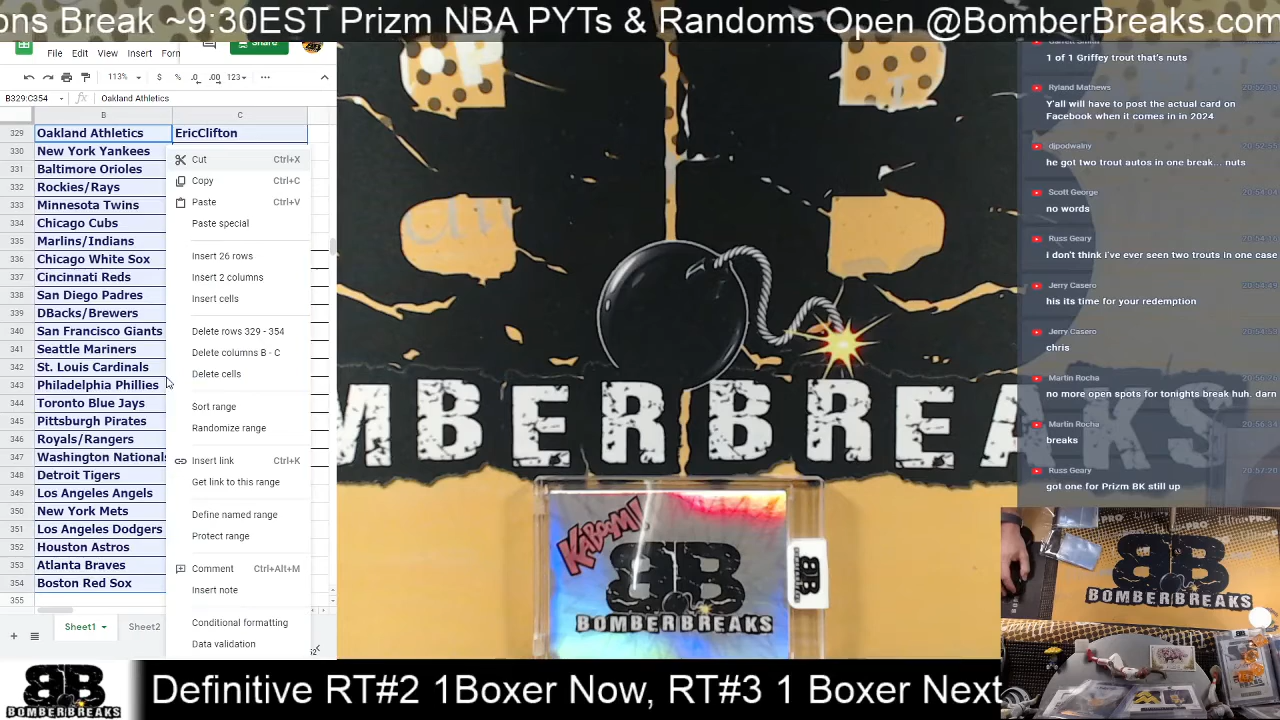 ons Break ~9:30EST Prizm NBA PYTs & Randoms Open @BomberBreaks.com
Edit View Insert
Share
113% $ % .0 .00 123
B329:C354 fx Oakland Athletics
B C
329 Oakland Athletics EricClifton
330 New York Yankees
331 Baltimore Orioles
332 Rockies/Rays
333 Minnesota Twins
334 Chicago Cubs
335 Marlins/Indians
336 Chicago White Sox
337 Cincinnati Reds
338 San Diego Padres
339 DBacks/Brewers
340 San Francisco Giants
341 Seattle Mariners
342 St. Louis Cardinals
343 Philadelphia Phillies
344 Toronto Blue Jays
345 Pittsburgh Pirates
346 Royals/Rangers
347 Washington Nationals
348 Detroit Tigers
349 Los Angeles Angels
350 New York Mets
351 Los Angeles Dodgers
352 Houston Astros
353 Atlanta Braves
354 Boston Red Sox
355
Cut Ctrl+X
Copy Ctrl+C
Paste Ctrl+V
Paste special
Insert 26 rows
Insert 2 columns
Insert cells
Delete rows 329 - 354
Delete columns B - C
Delete cells
Sort range
Randomize range
Insert link Ctrl+K
Get link to this range
Define named range
Protect range
Comment Ctrl+Alt+M
Insert note
Conditional formatting
Data validation
Sheet1 Sheet2
MBERBREA
KABOOM!
BB
BOMBERBREAKS
1 of 1 Griffey trout that's nuts
Ryland Mathews
Y'all will have to post the actual card on
Facebook when it comes in in 2024
djpodwalny
he got two trout autos in one break... nuts
Scott George
no words
Russ Geary
i don't think i've ever seen two trouts in one case
Jerry Casero
his its time for your redemption
Jerry Casero
chris
Martin Rocha
no more open spots for tonights break huh. darn
Martin Rocha
breaks
Russ Geary
got one for Prizm BK still up
BB
BOMBERBREAKS
BB
BOMBERBREAKS
Definitive RT#2 1Boxer Now, RT#3 1 Boxer Next